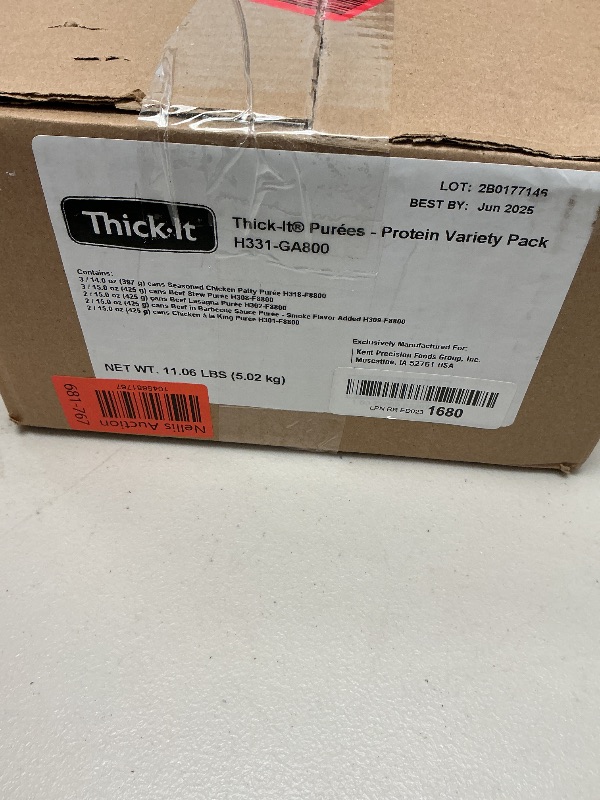 LOT: 2B0177146
BEST BY: Jun 2025
Thick-It
Thick-It® Purées - Protein Variety Pack
H331-GA800
Contains:
3 / 14.0 oz (397 g) cans Seasoned Chicken Patty Purée H318-F8800
3 / 15.0 oz (425 g) cans Beef Stew Purée H308-F8800
2 / 15.0 oz (425 g) cans Beef Lasagna Purée H302-F8800
2 / 15.0 oz (425 g) cans Beef in Barbecue Sauce Purée - Smoke Flavor Added H309-F8800
2 / 15.0 oz (425 g) cans Chicken à la King Purée H301-F8800
Exclusively Manufactured For:
Kent Precision Foods Group, Inc.
Muscatine, IA 52761 USA
NET WT. 11.06 LBS (5.02 kg)
1680
Nellis Auction
681-767